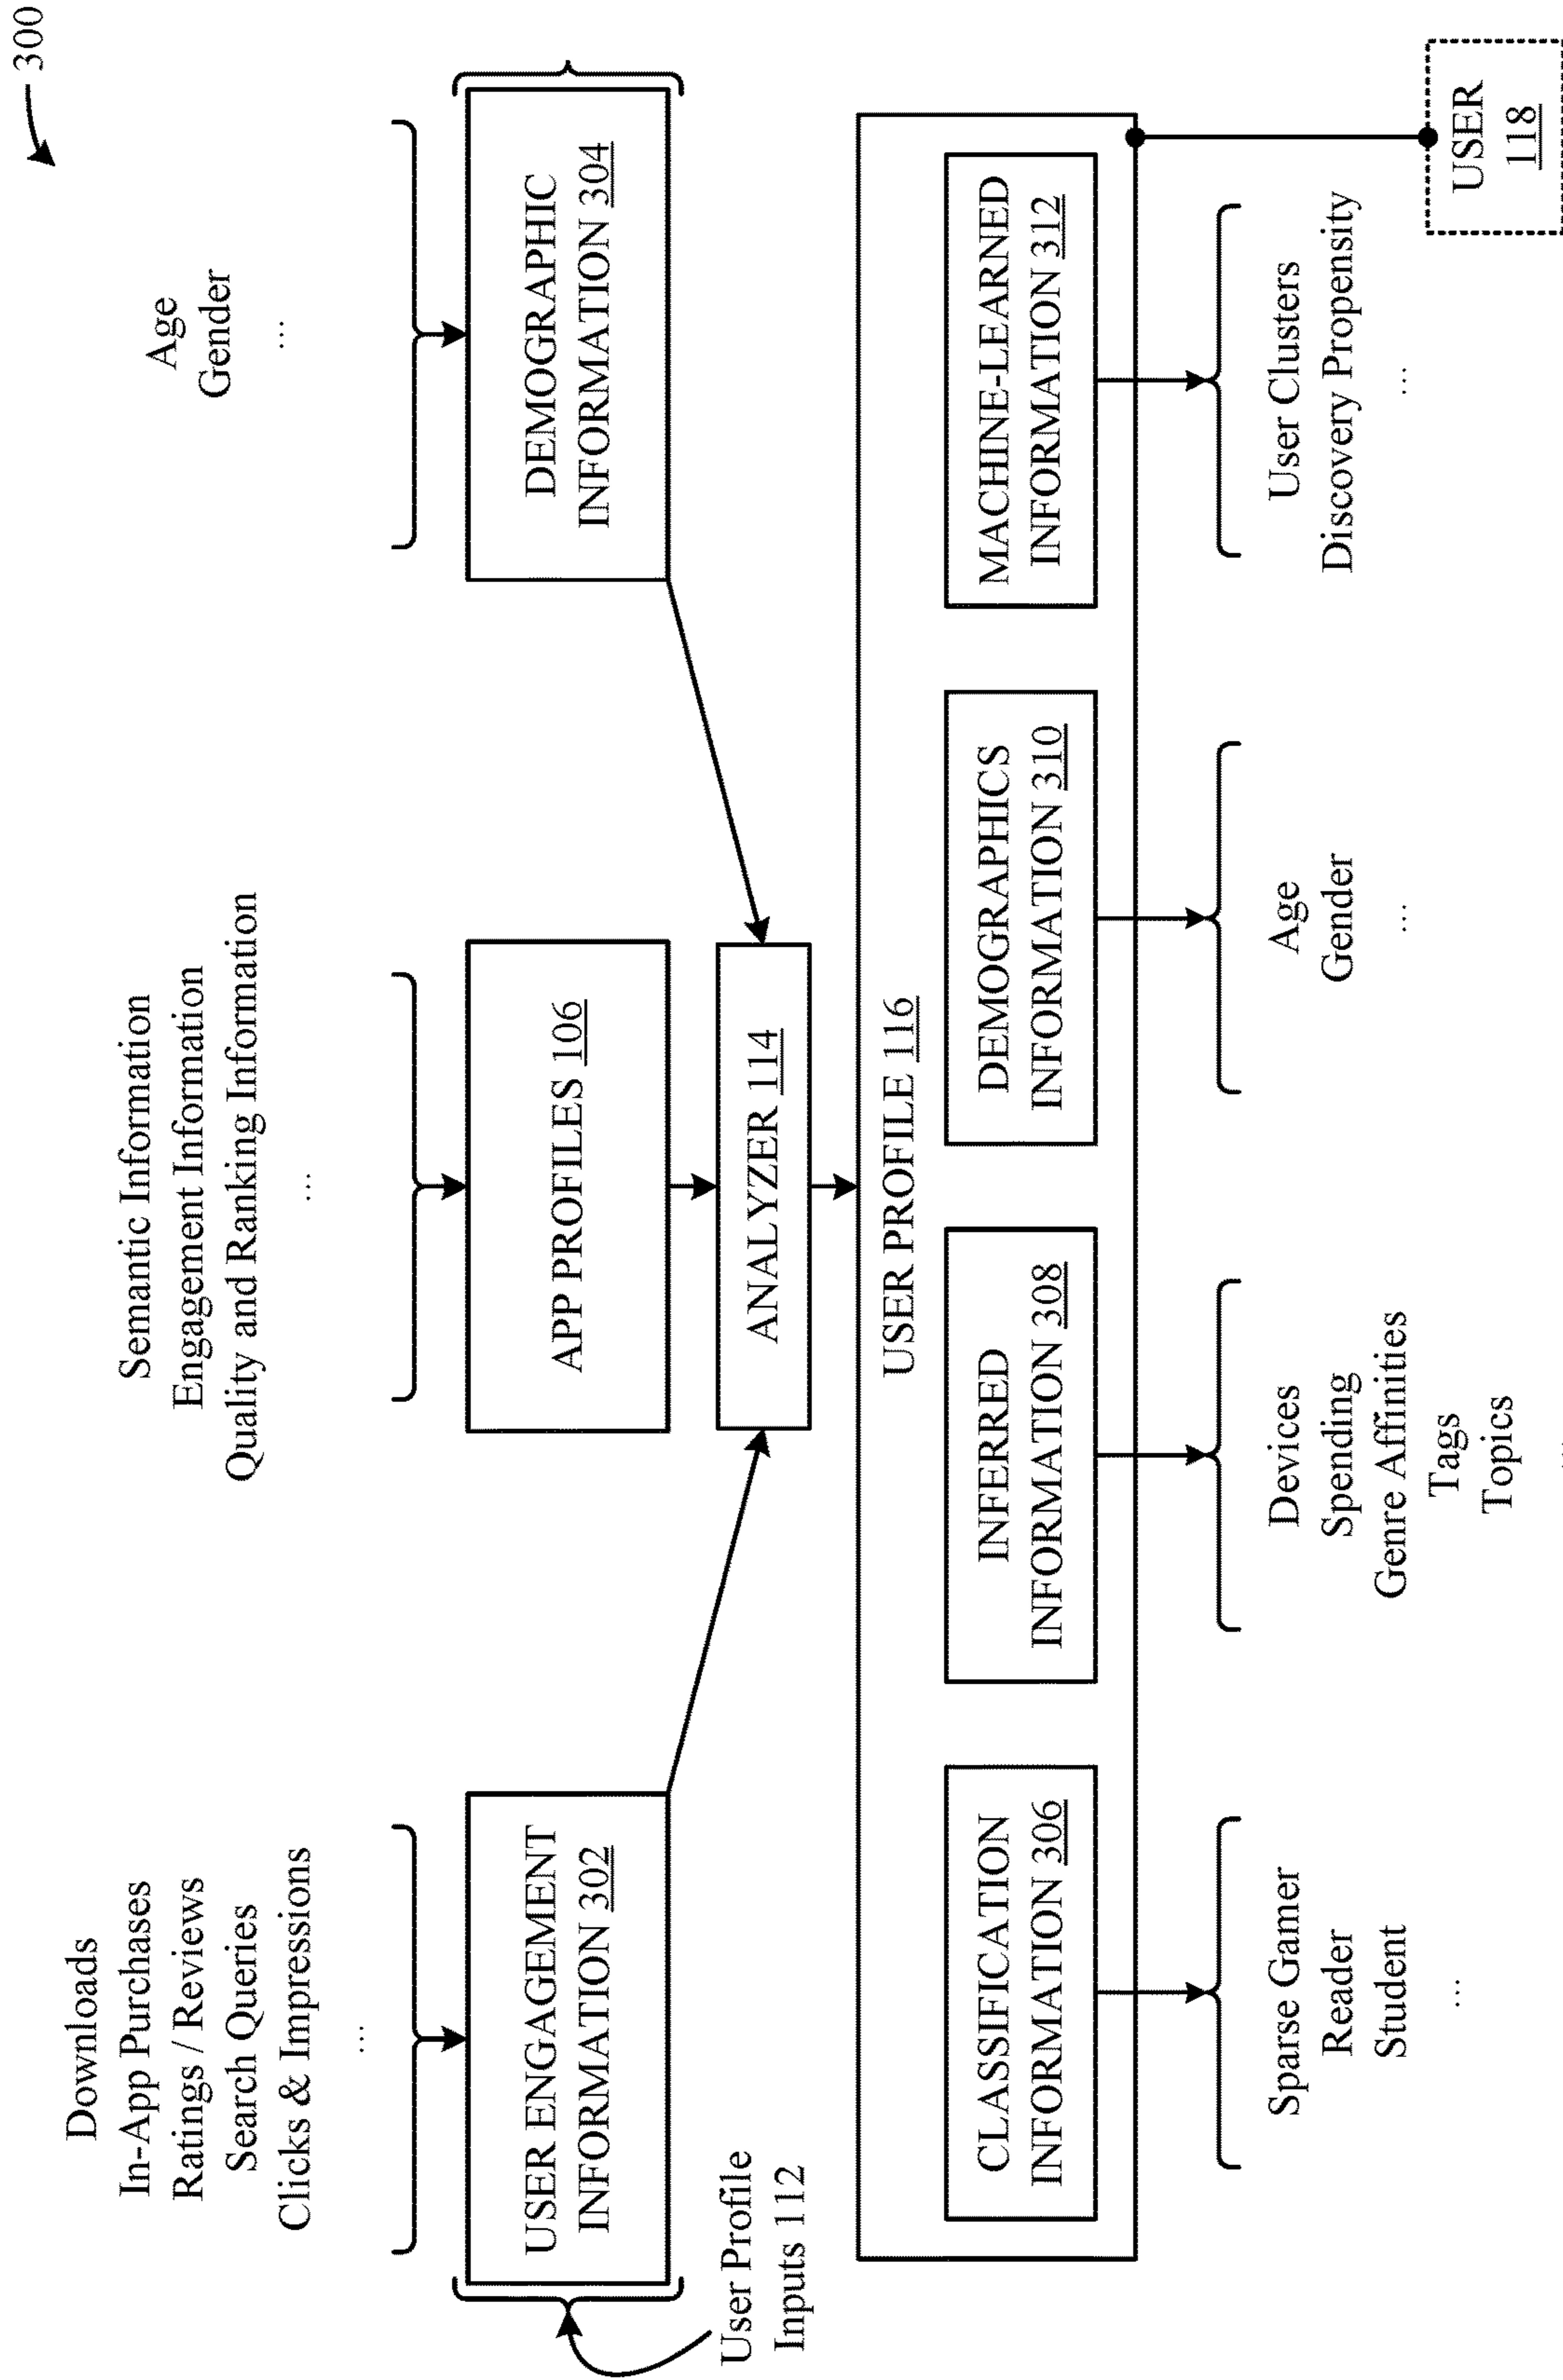 300
Downloads
In-App Purchases
Ratings / Reviews
Search Queries
Clicks & Impressions
...
Semantic Information
Engagement Information
Quality and Ranking Information
...
Age
Gender
...
USER ENGAGEMENT
INFORMATION 302
APP PROFILES 106
DEMOGRAPHIC
INFORMATION 304
User Profile
Inputs 112
ANALYZER 114
USER PROFILE 116
CLASSIFICATION
INFORMATION 306
INFERRED
INFORMATION 308
DEMOGRAPHICS
INFORMATION 310
MACHINE-LEARNED
INFORMATION 312
Sparse Gamer
Reader
Student
...
Devices
Spending
Genre Affinities
Tags
Topics
...
Age
Gender
...
User Clusters
Discovery Propensity
...
USER
118